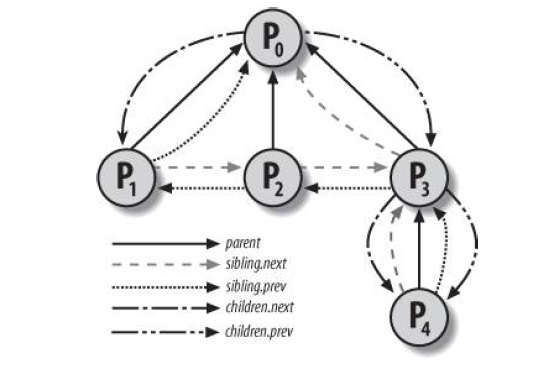 P0
P1
P2
P3
parent
sibling.next
sibling.prev
children.next
children.prev
P4